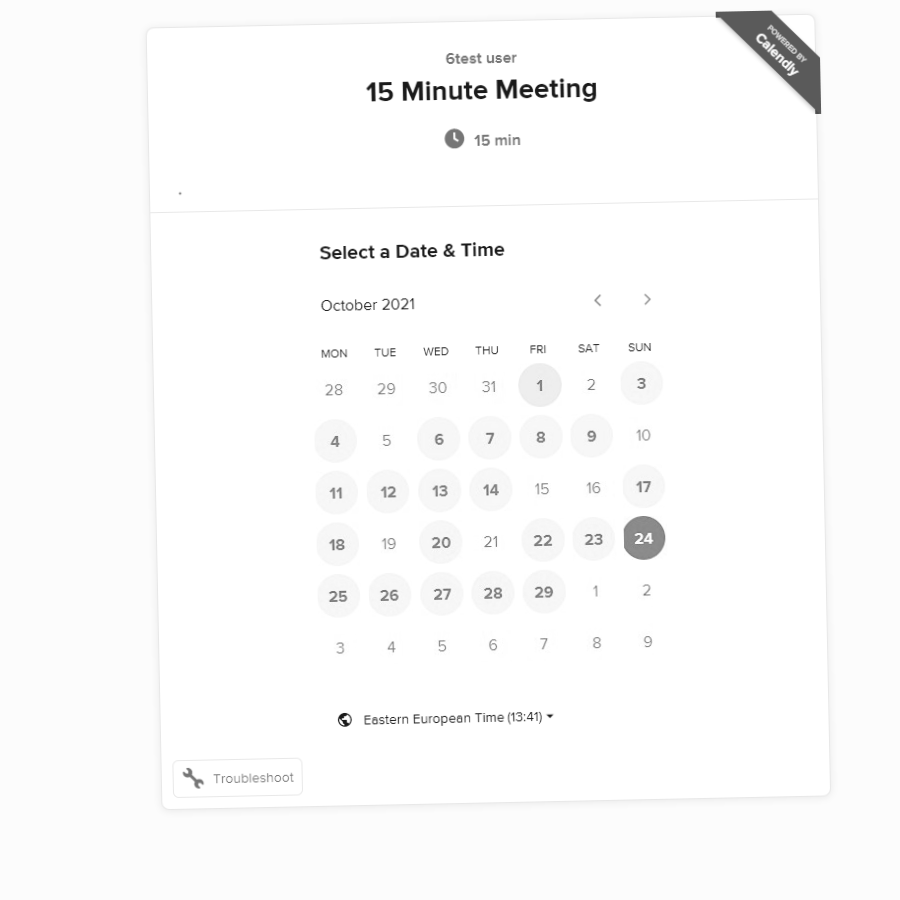 POWERED BY
Calendly
6test user
15 Minute Meeting
15 min
.
Select a Date & Time
October 2021
MON TUE WED THU FRI SAT SUN
28 29 30 31 1 2 3
4 5 6 7 8 9 10
11 12 13 14 15 16 17
18 19 20 21 22 23 24
25 26 27 28 29 1 2
3 4 5 6 7 8 9
Eastern European Time (13:41)
Troubleshoot